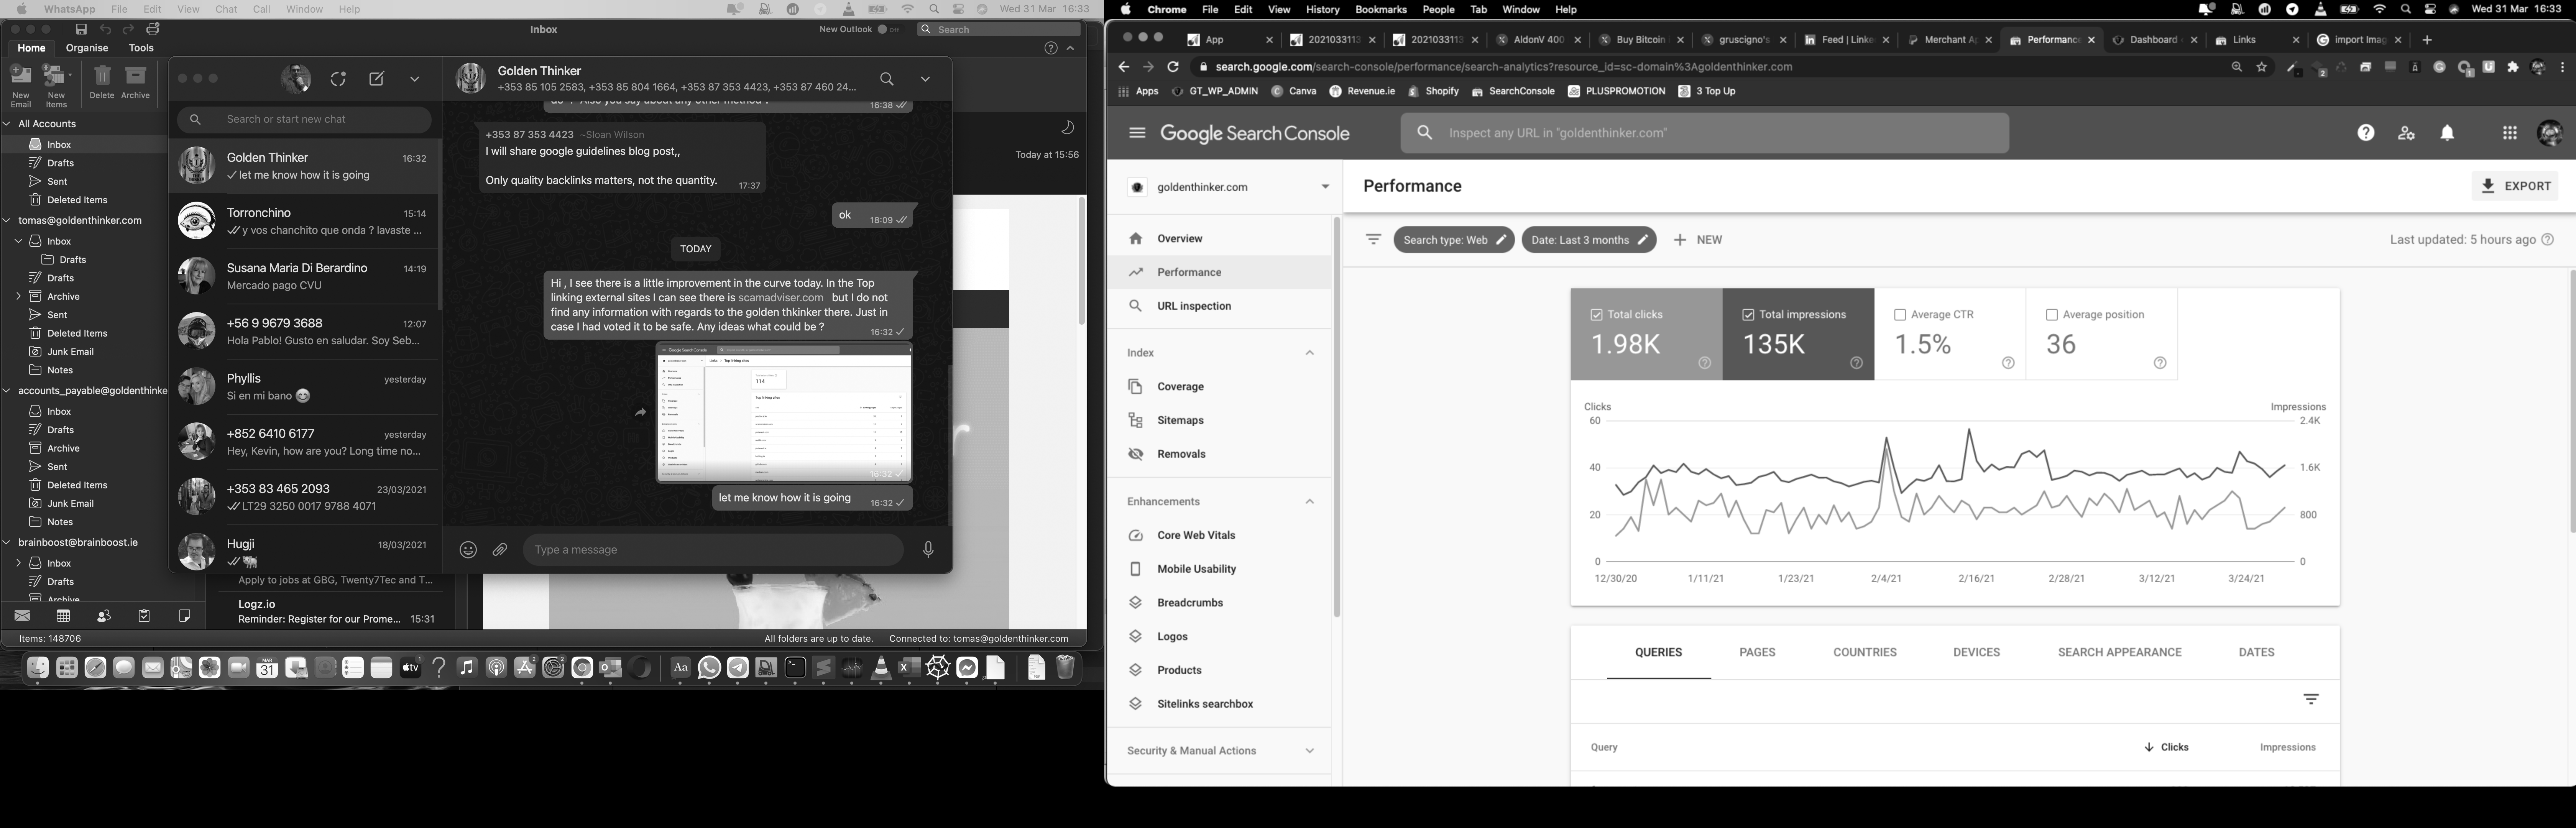 WhatsApp File Edit View Chat Call Window Help
Wed 31 Mar 16:33
Inbox
New Outlook Off
Search
Home Organise Tools
New Email
New Items
Delete Archive
All Accounts
Inbox
Drafts
Sent
Deleted Items
tomas@goldenthinker.com
Inbox
Drafts
Drafts
Archive
Sent
Deleted Items
Junk Email
Notes
accounts_payable@goldenthinke
Inbox
Drafts
Archive
Sent
Deleted Items
Junk Email
Notes
brainboost@brainboost.ie
Inbox
Drafts
Archive
Items: 148706
Search or start new chat
Golden Thinker 16:32
let me know how it is going
Torronchino 15:14
y vos chanchito que onda ? lavaste ...
Susana Maria Di Berardino 14:19
Mercado pago CVU
+56 9 9679 3688 12:07
Hola Pablo! Gusto en saludar. Soy Seb...
Phyllis yesterday
Si en mi bano 😊
+852 6410 6177 yesterday
Hey, Kevin, how are you? Long time no...
+353 83 465 2093 23/03/2021
LT29 3250 0017 9788 4071
Hugji 18/03/2021
Apply to jobs at GBG, Twenty7Tec and T...
Logz.io
Reminder: Register for our Prome... 15:31
Golden Thinker
+353 85 105 2583, +353 85 804 1664, +353 87 353 4423, +353 87 460 24...
16:38
+353 87 353 4423 ~Sloan Wilson
I will share google guidelines blog post,,
Only quality backlinks matters, not the quantity. 17:37
ok 18:09
TODAY
Hi , I see there is a little improvement in the curve today. In the Top
linking external sites I can see there is scamadviser.com but I do not
find any information with regards to the golden thkinker there. Just in
case I had voted it to be safe. Any ideas what could be ?
16:32
Google Search Console
Top linking sites
114
Top linking sites
16:32
let me know how it is going 16:32
Type a message
Today at 15:56
All folders are up to date. Connected to: tomas@goldenthinker.com
MAR
31
tv
Aa
Chrome File Edit View History Bookmarks People Tab Window Help
Wed 31 Mar 16:33
App
2021033113
2021033113
AldonV 400
Buy Bitcoin
gruscigno's
Feed | Linke
Merchant Ap
Performance
Dashboard
Links
import Imag
search.google.com/search-console/performance/search-analytics?resource_id=sc-domain%3Agoldenthinker.com
Apps GT_WP_ADMIN Canva Revenue.ie Shopify SearchConsole PLUSPROMOTION 3 Top Up
Google Search Console
Inspect any URL in "goldenthinker.com"
goldenthinker.com
Overview
Performance
URL inspection
Index
Coverage
Sitemaps
Removals
Enhancements
Core Web Vitals
Mobile Usability
Breadcrumbs
Logos
Products
Sitelinks searchbox
Security & Manual Actions
Performance
EXPORT
Search type: Web
Date: Last 3 months
NEW
Last updated: 5 hours ago
Total clicks
1.98K
Total impressions
135K
Average CTR
1.5%
Average position
36
Clicks Impressions
60 2.4K
40 1.6K
20 800
0 0
12/30/20 1/11/21 1/23/21 2/4/21 2/16/21 2/28/21 3/12/21 3/24/21
QUERIES PAGES COUNTRIES DEVICES SEARCH APPEARANCE DATES
Query Clicks Impressions